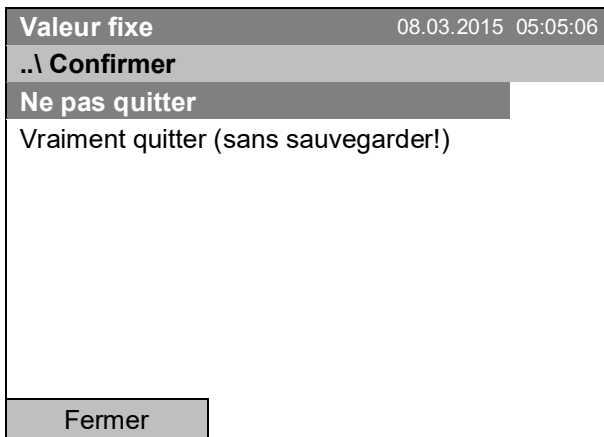 Valeur fixe 08.03.2015 05:05:06
..\ Confirmer
Ne pas quitter
Vraiment quitter (sans sauvegarder!)
Fermer